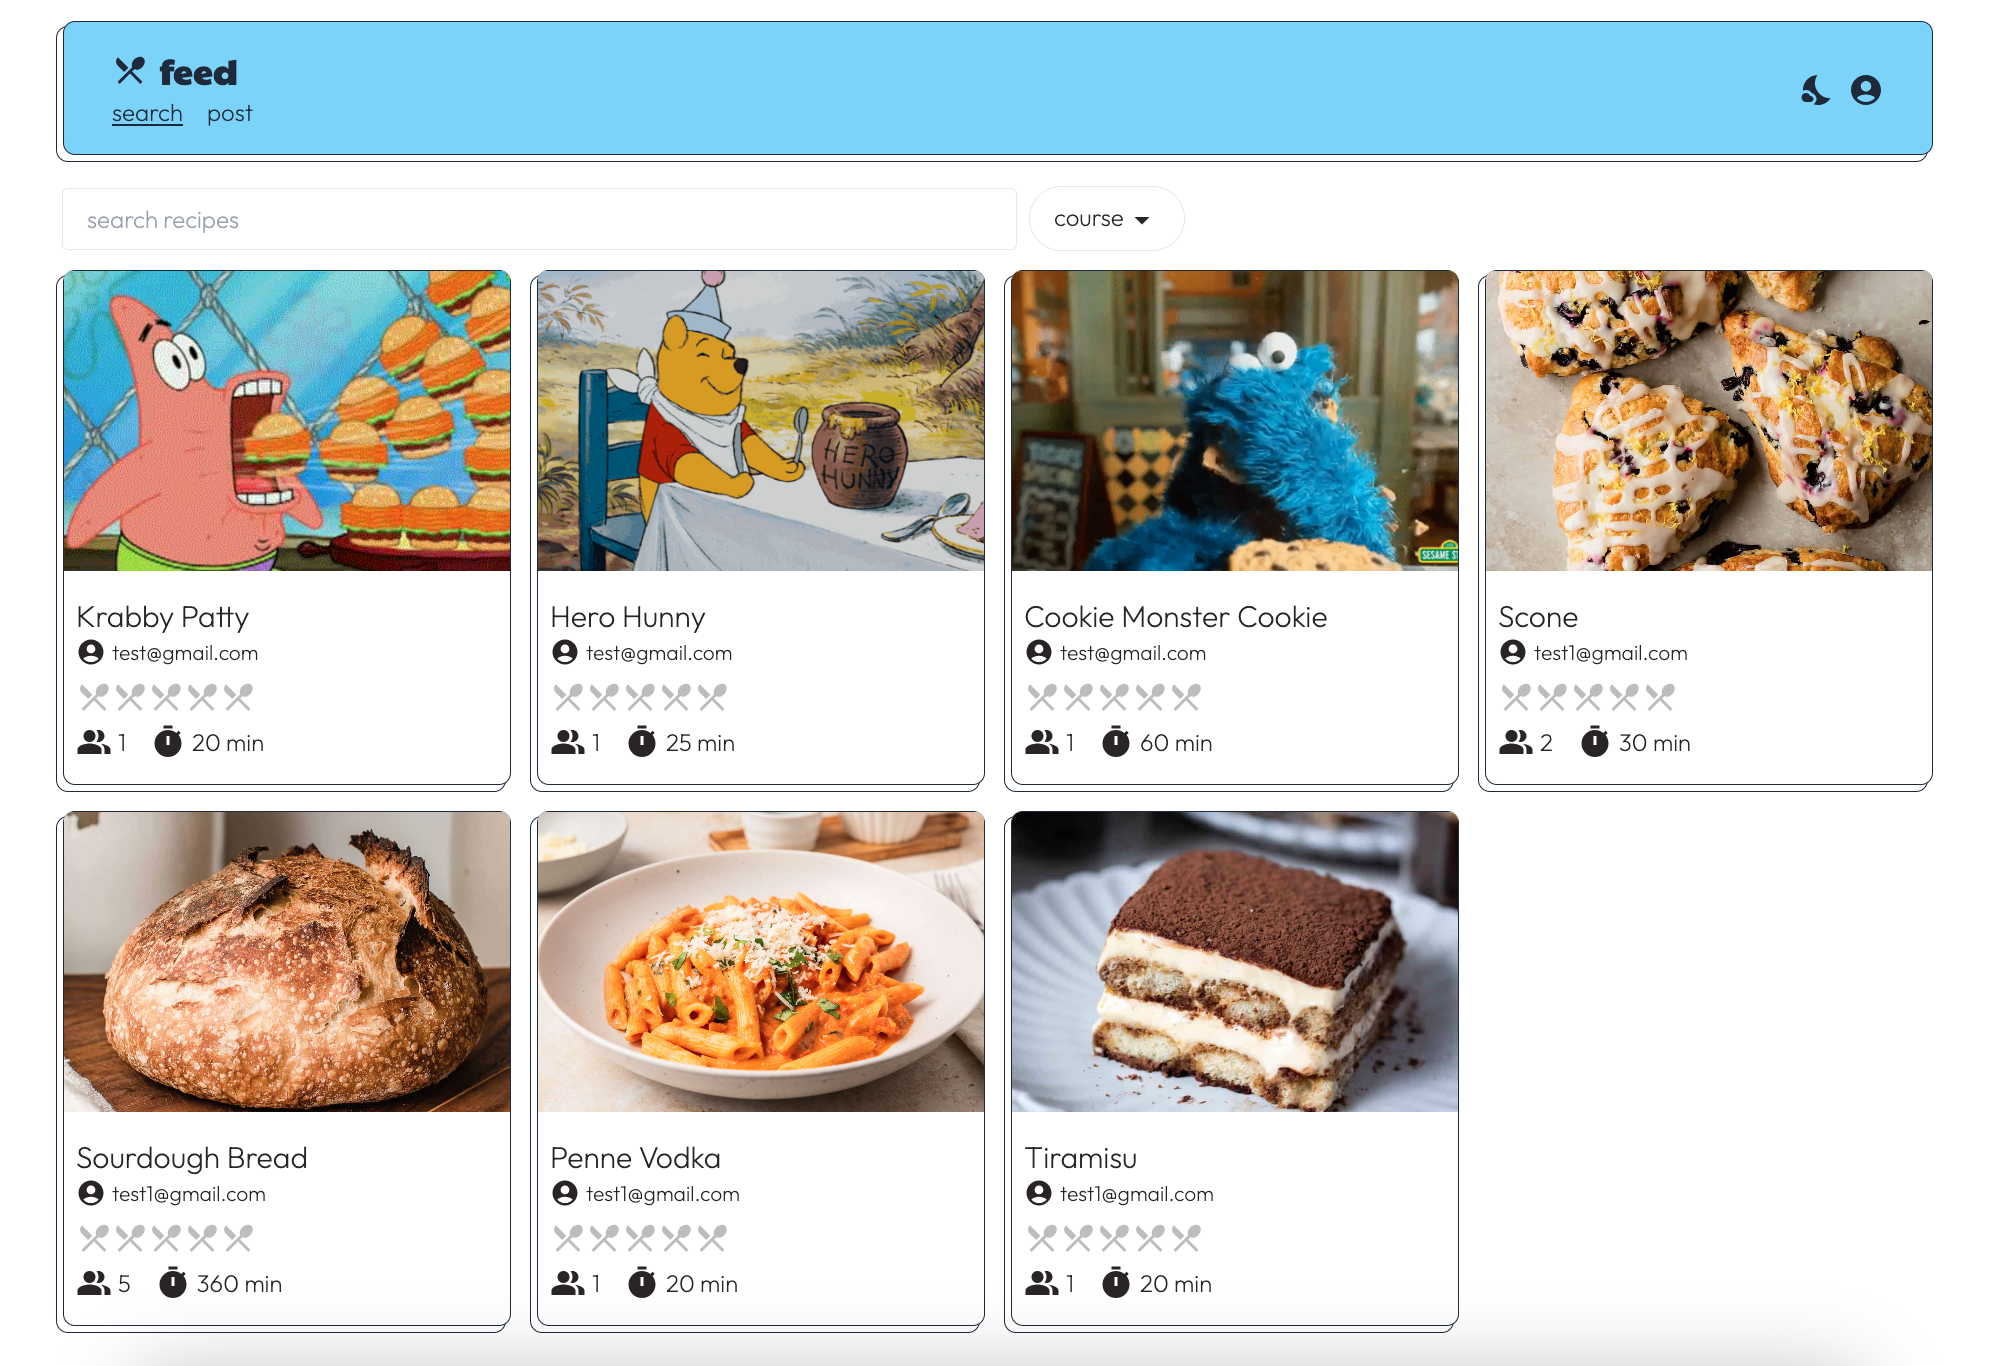 feed
search post
search recipes
course
HERO
HUNNY
SESAME ST
Krabby Patty
test@gmail.com
1 20 min
Hero Hunny
test@gmail.com
1 25 min
Cookie Monster Cookie
test@gmail.com
1 60 min
Scone
test1@gmail.com
2 30 min
Sourdough Bread
test1@gmail.com
5 360 min
Penne Vodka
test1@gmail.com
1 20 min
Tiramisu
test1@gmail.com
1 20 min